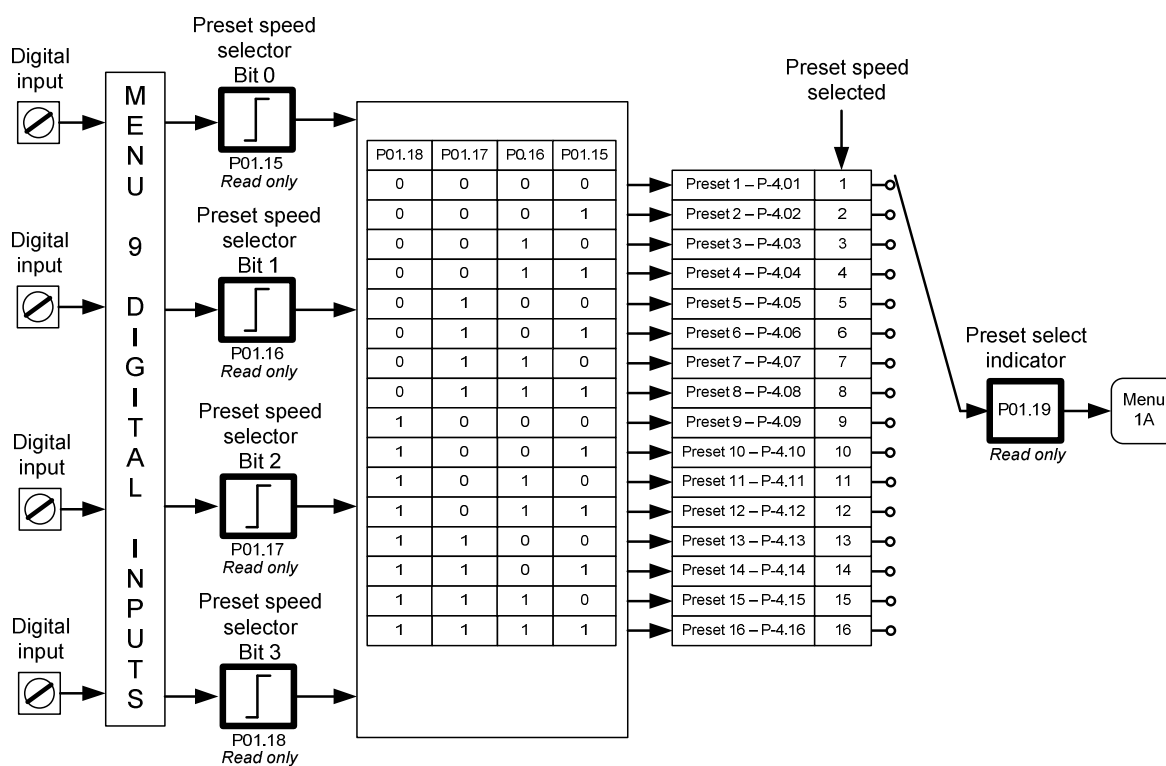 Preset speed
selector
Bit 0
Digital
input
P01.15
Read only
Preset speed
selector
Bit 1
Digital
input
P01.16
Read only
Preset speed
selector
Bit 2
Digital
input
P01.17
Read only
Preset speed
selector
Bit 3
Digital
input
P01.18
Read only
MENU 9 DIGITAL INPUTS
P01.18 P01.17 P0.16 P01.15
0 0 0 0
0 0 0 1
0 0 1 0
0 0 1 1
0 1 0 0
0 1 0 1
0 1 1 0
0 1 1 1
1 0 0 0
1 0 0 1
1 0 1 0
1 0 1 1
1 1 0 0
1 1 0 1
1 1 1 0
1 1 1 1
Preset speed
selected
Preset 1 – P-4.01 1
Preset 2 – P-4.02 2
Preset 3 – P-4.03 3
Preset 4 – P-4.04 4
Preset 5 – P-4.05 5
Preset 6 – P-4.06 6
Preset 7 – P-4.07 7
Preset 8 – P-4.08 8
Preset 9 – P-4.09 9
Preset 10 – P-4.10 10
Preset 11 – P-4.11 11
Preset 12 – P-4.12 12
Preset 13 – P-4.13 13
Preset 14 – P-4.14 14
Preset 15 – P-4.15 15
Preset 16 – P-4.16 16
Preset select
indicator
P01.19
Read only
Menu
1A